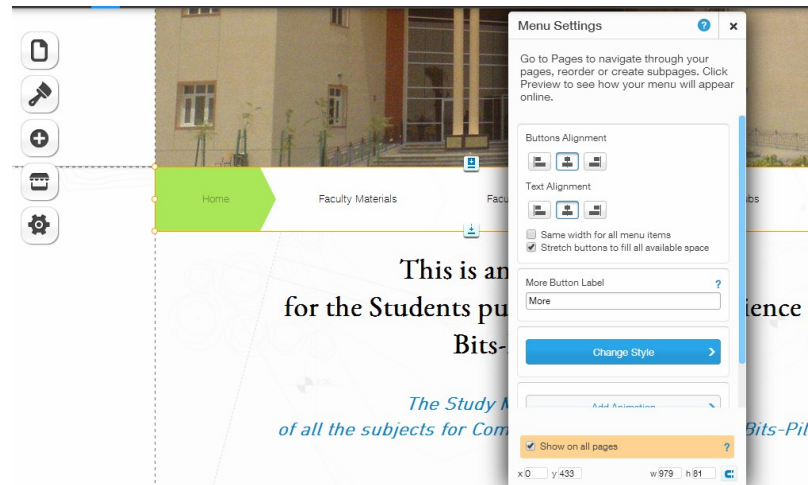 Menu Settings ? ×
Go to Pages to navigate through your
pages, reorder or create subpages. Click
Preview to see how your menu will appear
online.
Buttons Alignment
Text Alignment
Same width for all menu items
Stretch buttons to fill all available space
More Button Label ?
More
Change Style
Add Animation
Show on all pages ?
x 0 y 433 w 979 h 81
Home Faculty Materials Facu bs
This is an
for the Students pu ience
Bits-
The Study M
of all the subjects for Com Bits-Pil